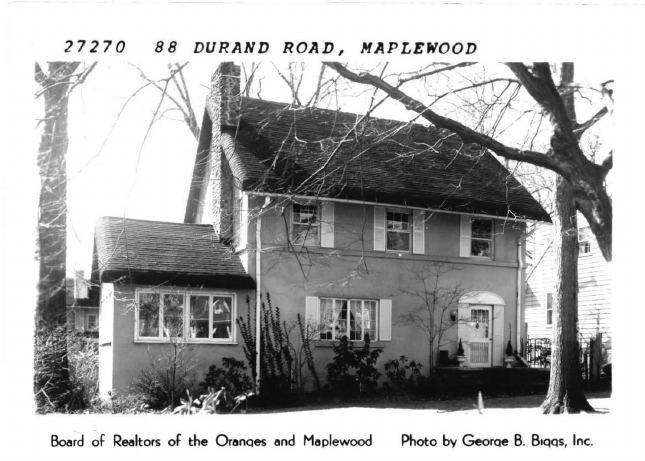 27270 88 DURAND ROAD, MAPLEWOOD
Board of Realtors of the Oranges and Maplewood Photo by George B. Biggs, Inc.